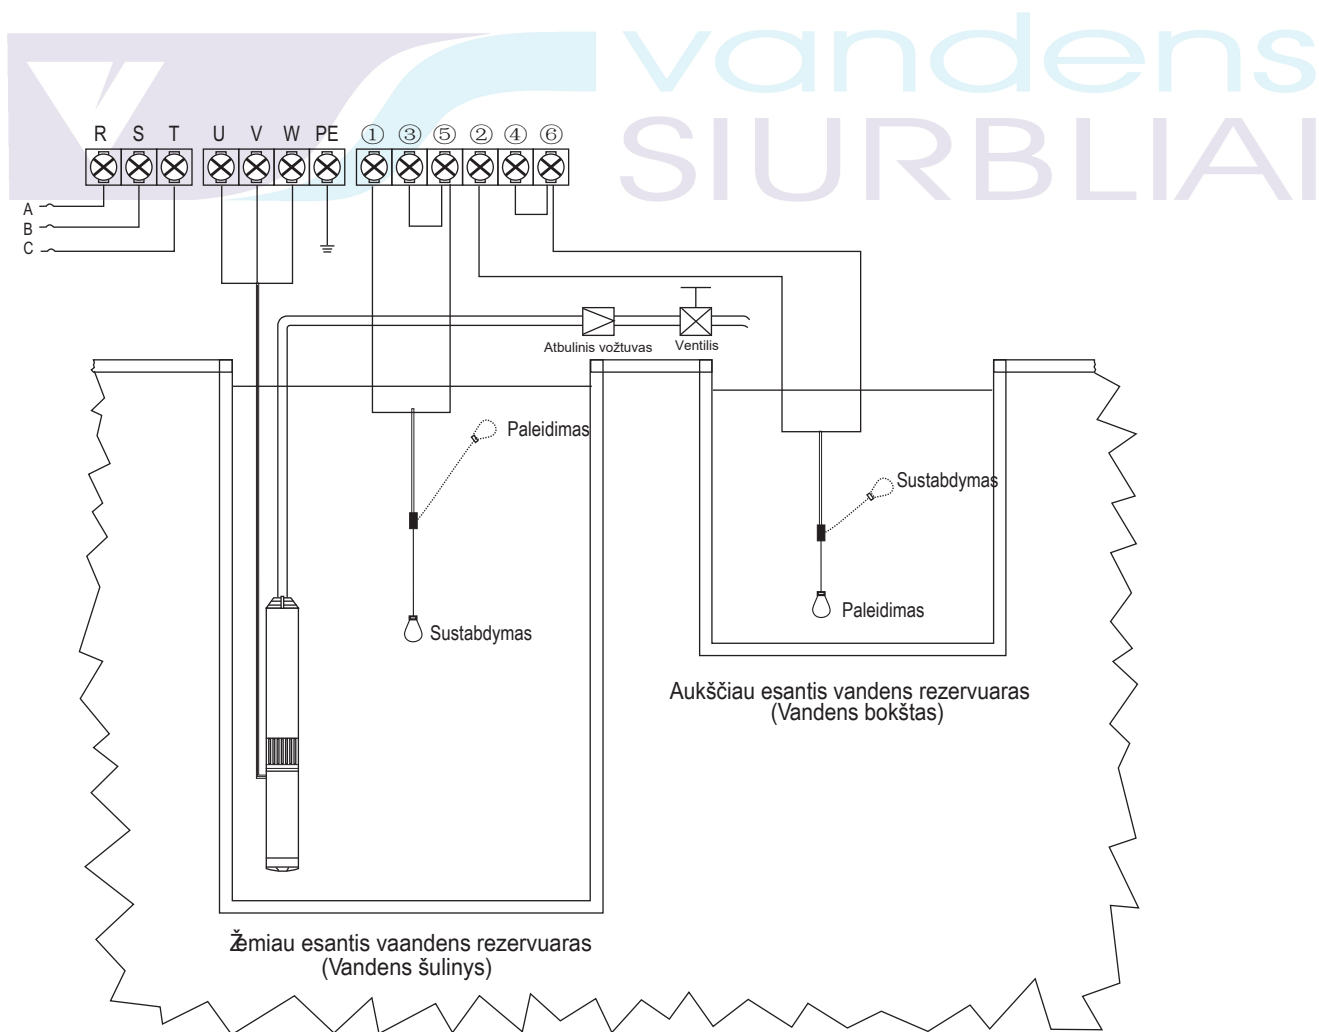 vandens
SIURBLIAI
R S T U V W PE ① ③ ⑤ ② ④ ⑥
A
B
C
Atbulinis vožtuvas
Ventilis
Paleidimas
Sustabdymas
Sustabdymas
Paleidimas
Aukščiau esantis vandens rezervuaras
(Vandens bokštas)
Žemiau esantis vaandens rezervuaras
(Vandens šulinys)